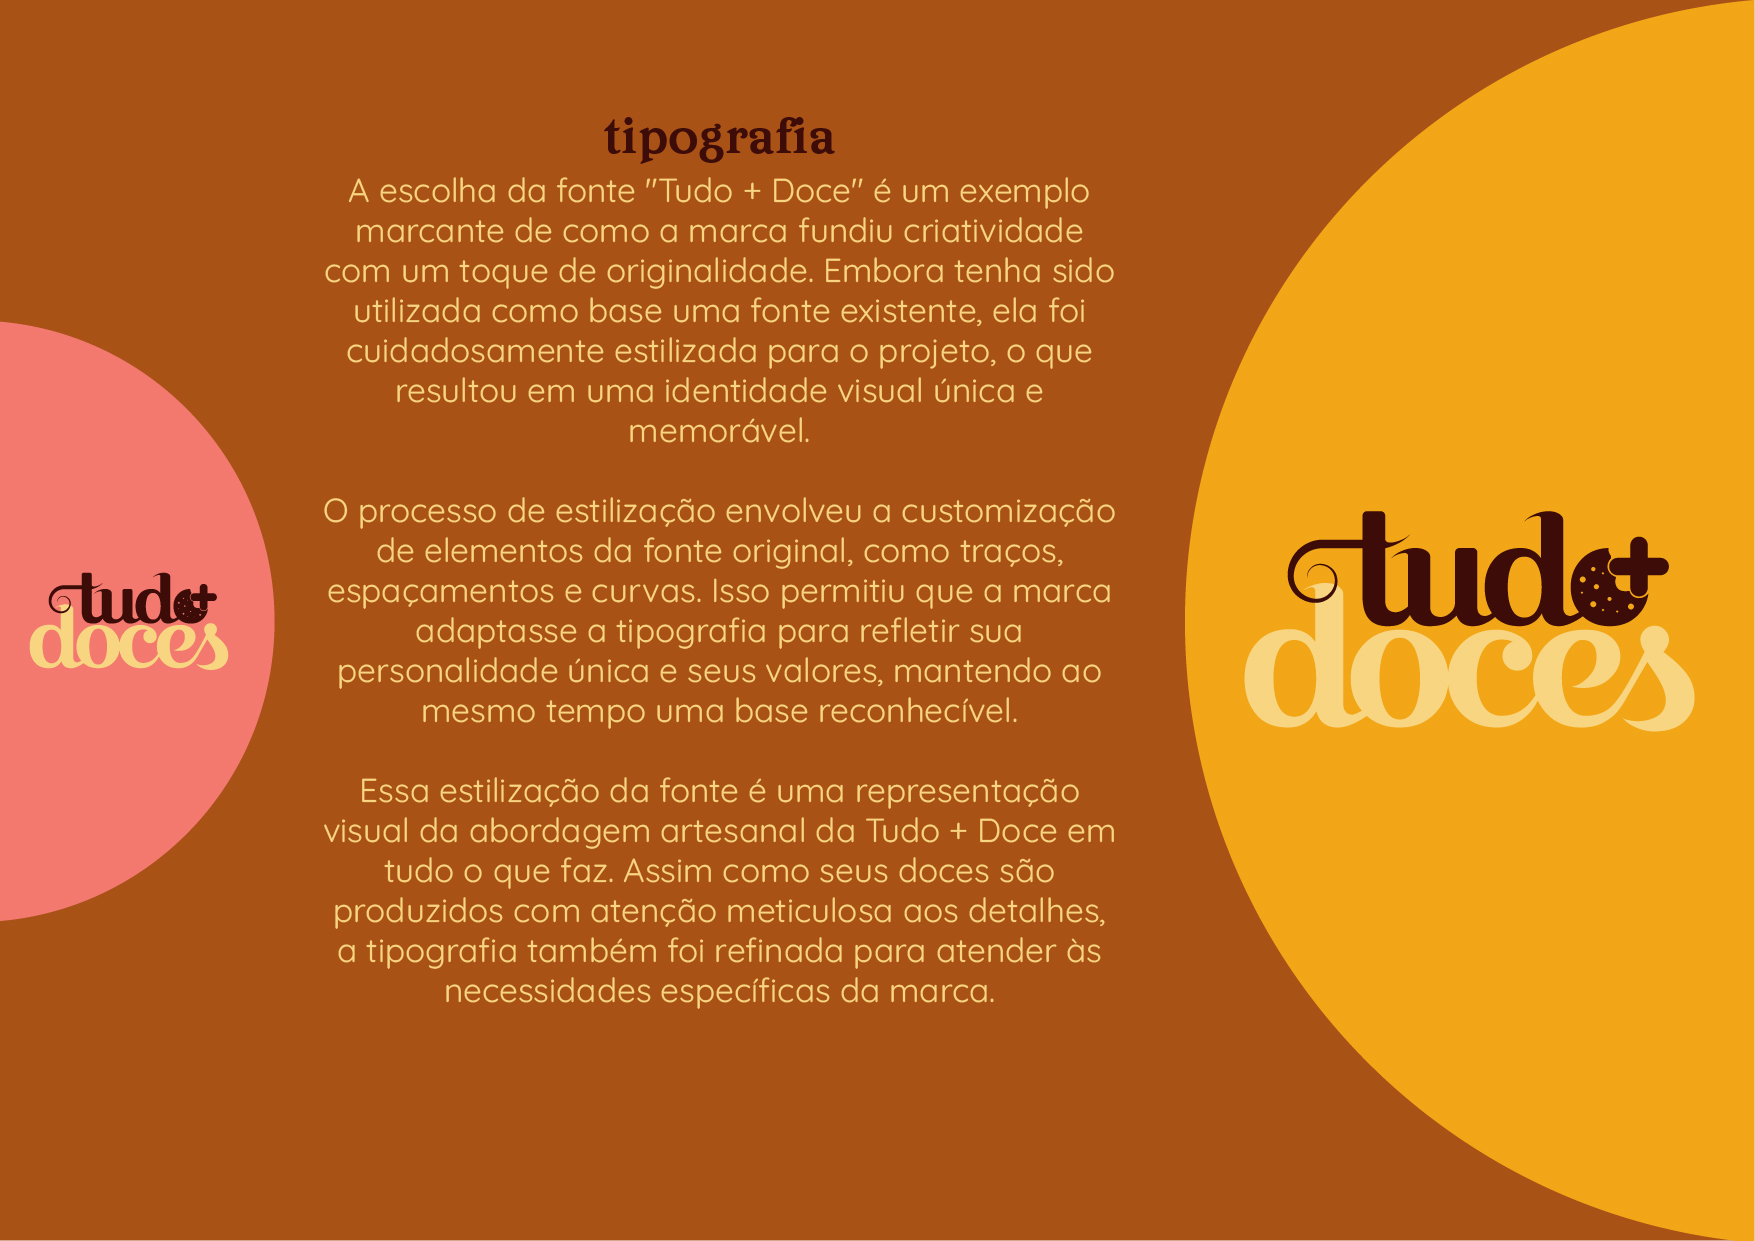 tipografia
A escolha da fonte "Tudo + Doce" é um exemplo
marcante de como a marca fundiu criatividade
com um toque de originalidade. Embora tenha sido
utilizada como base uma fonte existente, ela foi
cuidadosamente estilizada para o projeto, o que
resultou em uma identidade visual única e
memorável.
O processo de estilização envolveu a customização
de elementos da fonte original, como traços,
espaçamentos e curvas. Isso permitiu que a marca
adaptasse a tipografia para refletir sua
personalidade única e seus valores, mantendo ao
mesmo tempo uma base reconhecível.
Essa estilização da fonte é uma representação
visual da abordagem artesanal da Tudo + Doce em
tudo o que faz. Assim como seus doces são
produzidos com atenção meticulosa aos detalhes,
a tipografia também foi refinada para atender às
necessidades específicas da marca.
tudo+
doces
tudo+
doces